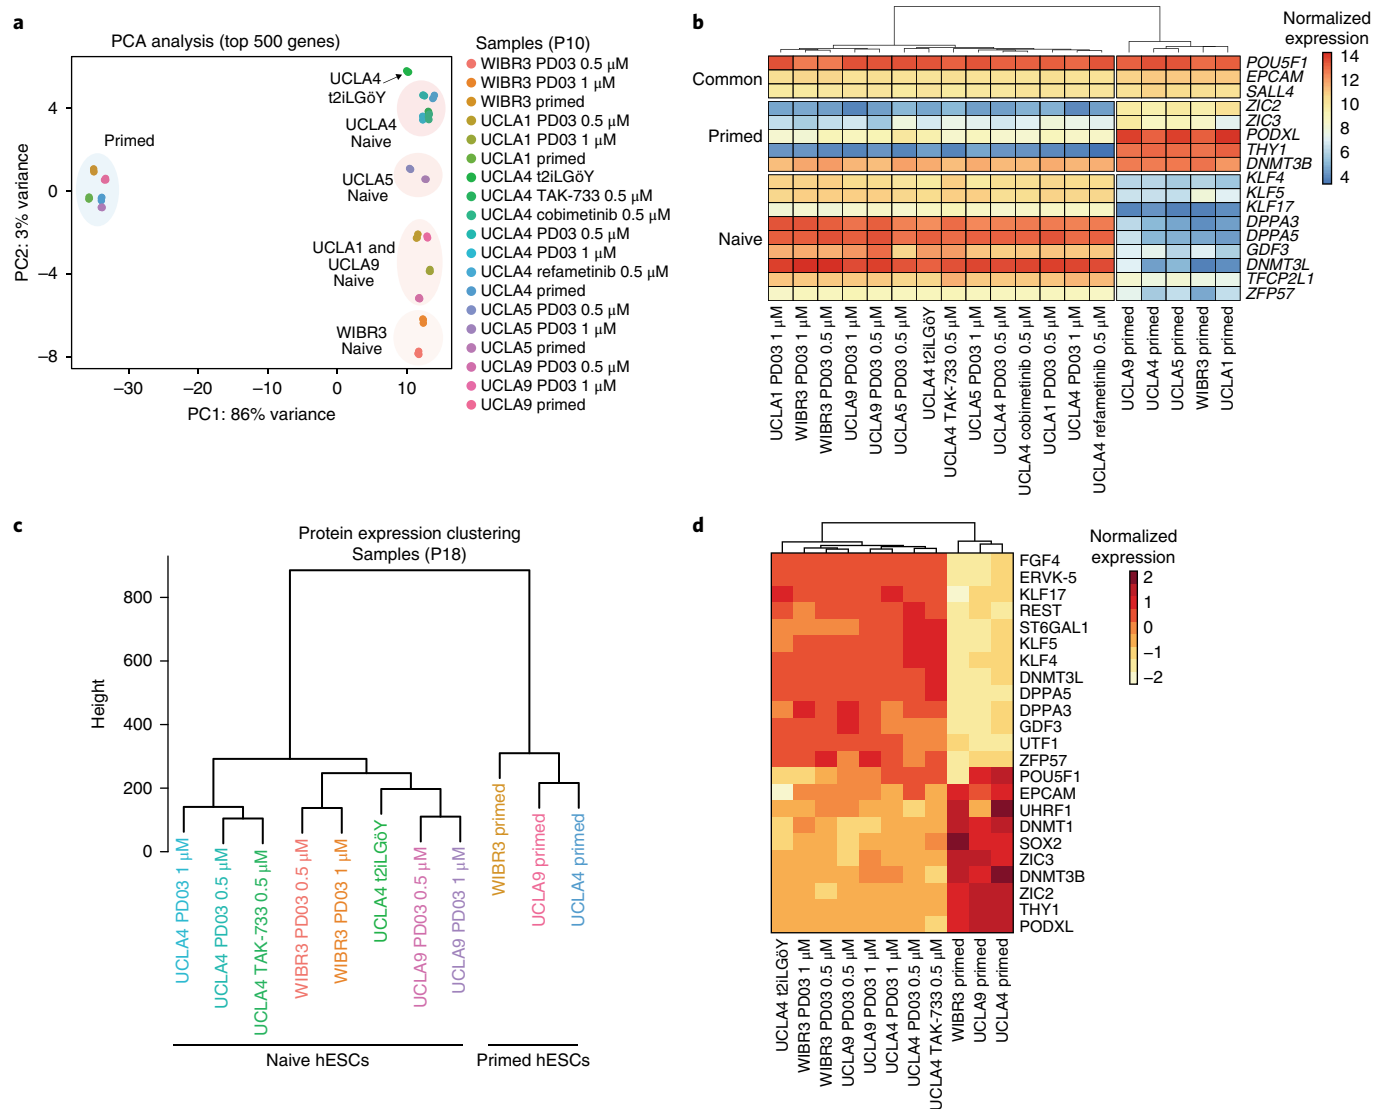 a
PCA analysis (top 500 genes)
PC2: 3% variance
4
0
−4
−8
−30
−20
−10
0
10
PC1: 86% variance
Primed
UCLA4
t2iLGöY
UCLA4
Naive
UCLA5
Naive
UCLA1 and
UCLA9
Naive
WIBR3
Naive
Samples (P10)
WIBR3 PD03 0.5 μM
WIBR3 PD03 1 μM
WIBR3 primed
UCLA1 PD03 0.5 μM
UCLA1 PD03 1 μM
UCLA1 primed
UCLA4 t2iLGöY
UCLA4 TAK-733 0.5 μM
UCLA4 cobimetinib 0.5 μM
UCLA4 PD03 0.5 μM
UCLA4 PD03 1 μM
UCLA4 refametinib 0.5 μM
UCLA4 primed
UCLA5 PD03 0.5 μM
UCLA5 PD03 1 μM
UCLA5 primed
UCLA9 PD03 0.5 μM
UCLA9 PD03 1 μM
UCLA9 primed
b
Normalized
expression
14
12
10
8
6
4
Common
Primed
Naive
POU5F1
EPCAM
SALL4
ZIC2
ZIC3
PODXL
THY1
DNMT3B
KLF4
KLF5
KLF17
DPPA3
DPPA5
GDF3
DNMT3L
TFCP2L1
ZFP57
UCLA1 PD03 1 μM
WIBR3 PD03 1 μM
WIBR3 PD03 0.5 μM
UCLA9 PD03 1 μM
UCLA9 PD03 0.5 μM
UCLA5 PD03 0.5 μM
UCLA4 t2iLGöY
UCLA4 TAK-733 0.5 μM
UCLA5 PD03 1 μM
UCLA4 PD03 0.5 μM
UCLA4 cobimetinib 0.5 μM
UCLA1 PD03 0.5 μM
UCLA4 PD03 1 μM
UCLA4 refametinib 0.5 μM
UCLA9 primed
UCLA4 primed
UCLA5 primed
WIBR3 primed
UCLA1 primed
c
Protein expression clustering
Samples (P18)
Height
800
600
400
200
0
UCLA4 PD03 1 μM
UCLA4 PD03 0.5 μM
UCLA4 TAK-733 0.5 μM
WIBR3 PD03 0.5 μM
WIBR3 PD03 1 μM
UCLA4 t2iLGöY
UCLA9 PD03 0.5 μM
UCLA9 PD03 1 μM
WIBR3 primed
UCLA9 primed
UCLA4 primed
Naive hESCs
Primed hESCs
d
Normalized
expression
2
1
0
−1
−2
FGF4
ERVK-5
KLF17
REST
ST6GAL1
KLF5
KLF4
DNMT3L
DPPA5
DPPA3
GDF3
UTF1
ZFP57
POU5F1
EPCAM
UHRF1
DNMT1
SOX2
ZIC3
DNMT3B
ZIC2
THY1
PODXL
UCLA4 t2iLGöY
WIBR3 PD03 1 μM
WIBR3 PD03 0.5 μM
UCLA9 PD03 0.5 μM
UCLA9 PD03 1 μM
UCLA4 PD03 1 μM
UCLA4 PD03 0.5 μM
UCLA4 TAK-733 0.5 μM
WIBR3 primed
UCLA9 primed
UCLA4 primed